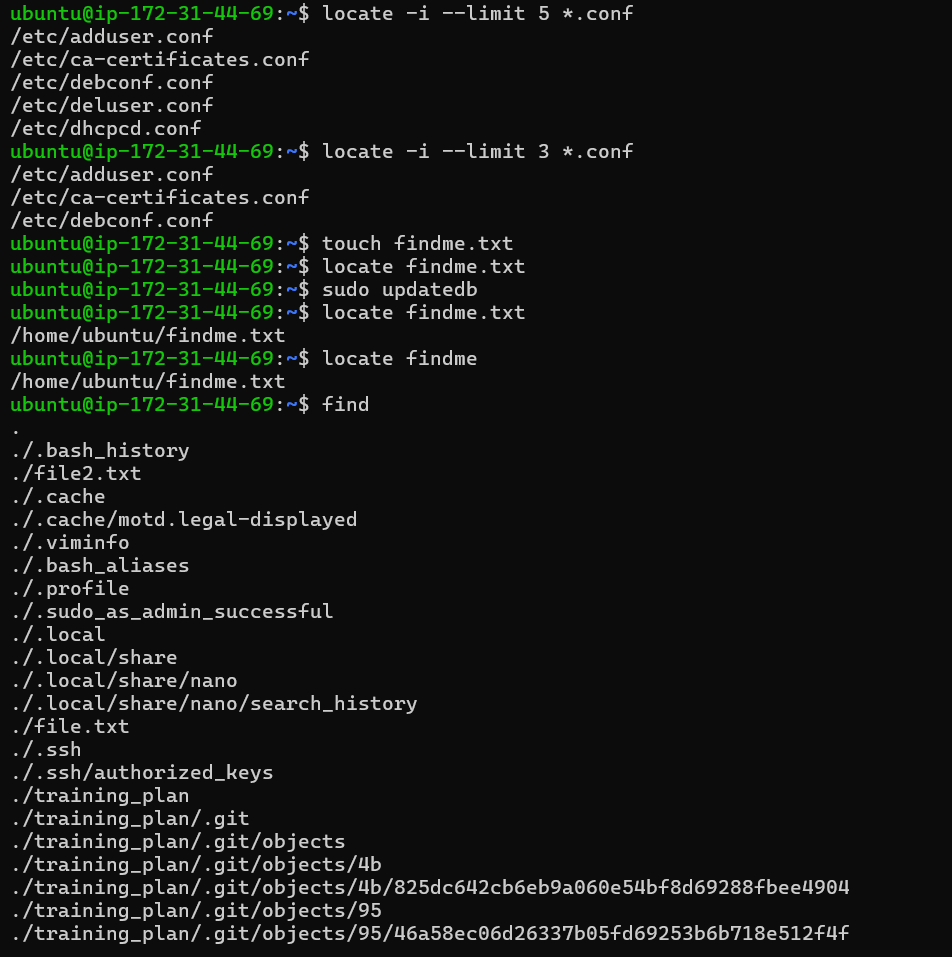 ubuntu@ip-172-31-44-69:~$ locate -i --limit 5 *.conf
/etc/adduser.conf
/etc/ca-certificates.conf
/etc/debconf.conf
/etc/deluser.conf
/etc/dhcpcd.conf
ubuntu@ip-172-31-44-69:~$ locate -i --limit 3 *.conf
/etc/adduser.conf
/etc/ca-certificates.conf
/etc/debconf.conf
ubuntu@ip-172-31-44-69:~$ touch findme.txt
ubuntu@ip-172-31-44-69:~$ locate findme.txt
ubuntu@ip-172-31-44-69:~$ sudo updatedb
ubuntu@ip-172-31-44-69:~$ locate findme.txt
/home/ubuntu/findme.txt
ubuntu@ip-172-31-44-69:~$ locate findme
/home/ubuntu/findme.txt
ubuntu@ip-172-31-44-69:~$ find
.
./.bash_history
./file2.txt
./.cache
./.cache/motd.legal-displayed
./.viminfo
./.bash_aliases
./.profile
./.sudo_as_admin_successful
./.local
./.local/share
./.local/share/nano
./.local/share/nano/search_history
./file.txt
./.ssh
./.ssh/authorized_keys
./training_plan
./training_plan/.git
./training_plan/.git/objects
./training_plan/.git/objects/4b
./training_plan/.git/objects/4b/825dc642cb6eb9a060e54bf8d69288fbee4904
./training_plan/.git/objects/95
./training_plan/.git/objects/95/46a58ec06d26337b05fd69253b6b718e512f4f